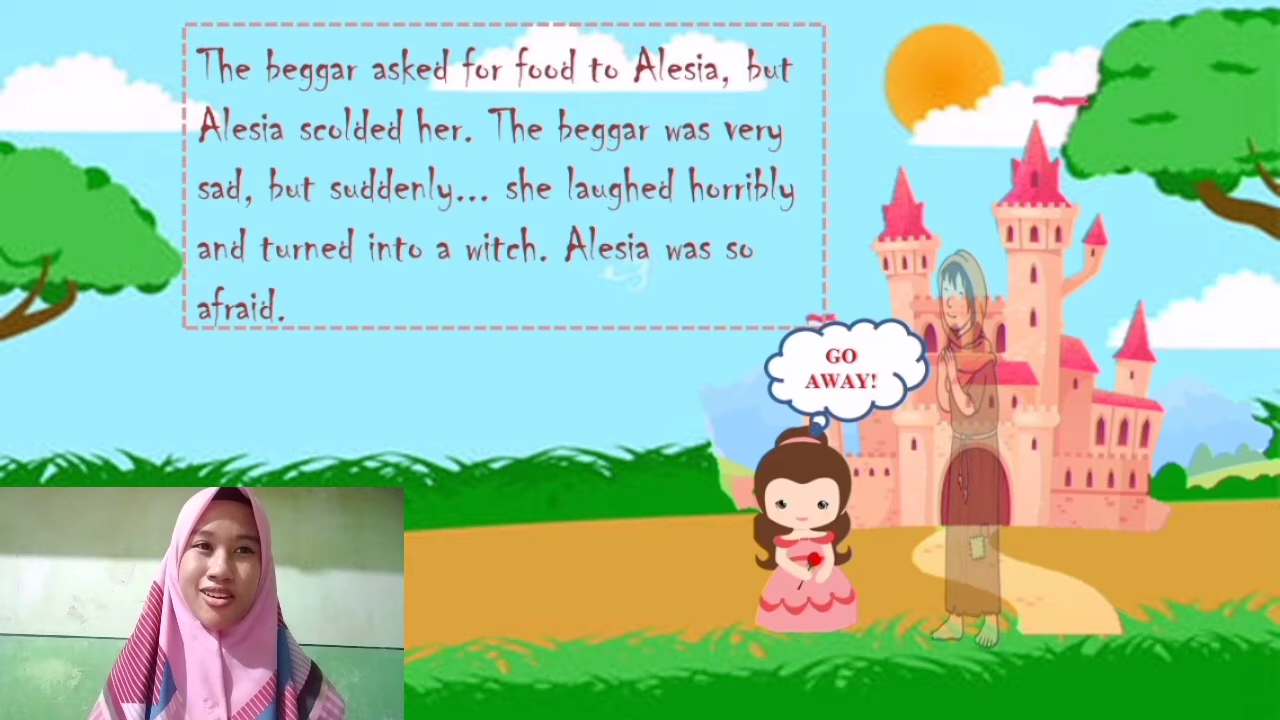 The beggar asked for food to Alesia, but
Alesia scolded her. The beggar was very
sad, but suddenly... she laughed horribly
and turned into a witch. Alesia was so
afraid.
GO
AWAY!